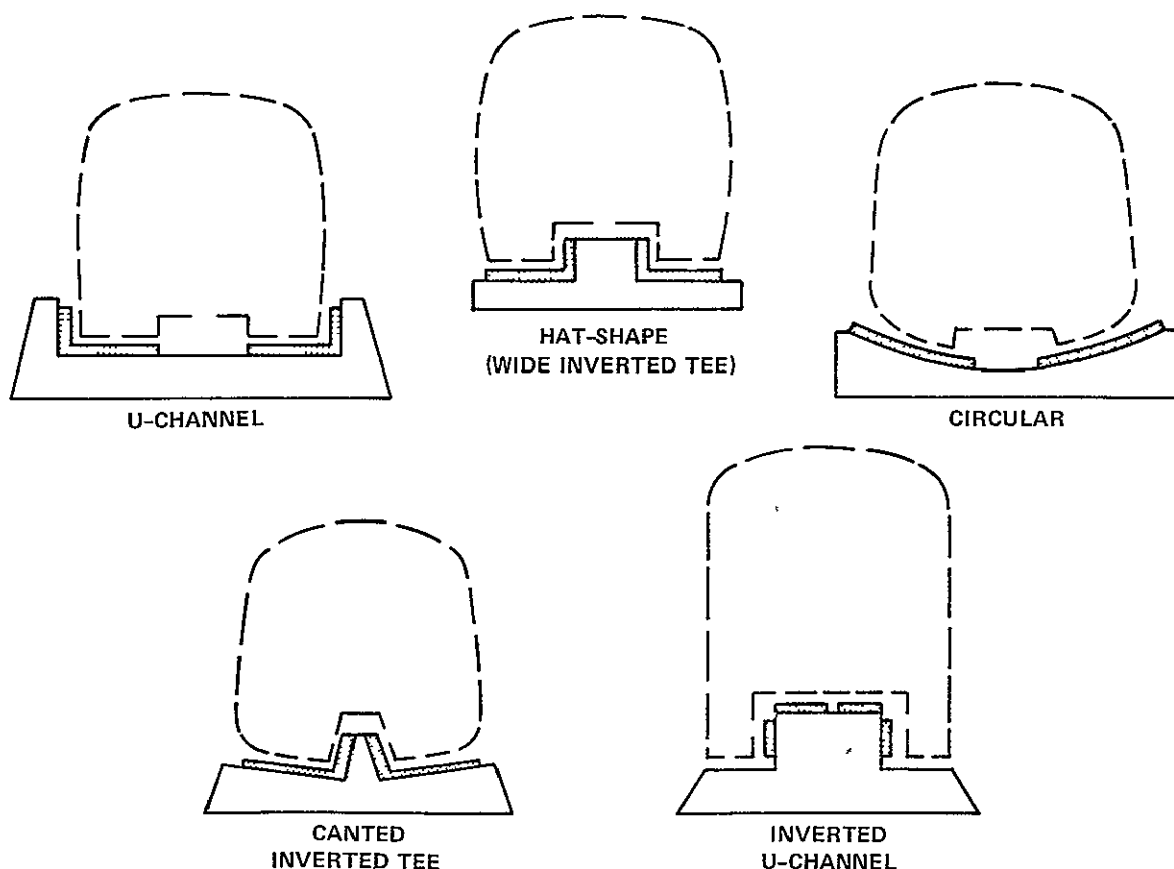 U-CHANNEL
HAT-SHAPE
(WIDE INVERTED TEE)
CIRCULAR
CANTED
INVERTED TEE
INVERTED
U-CHANNEL